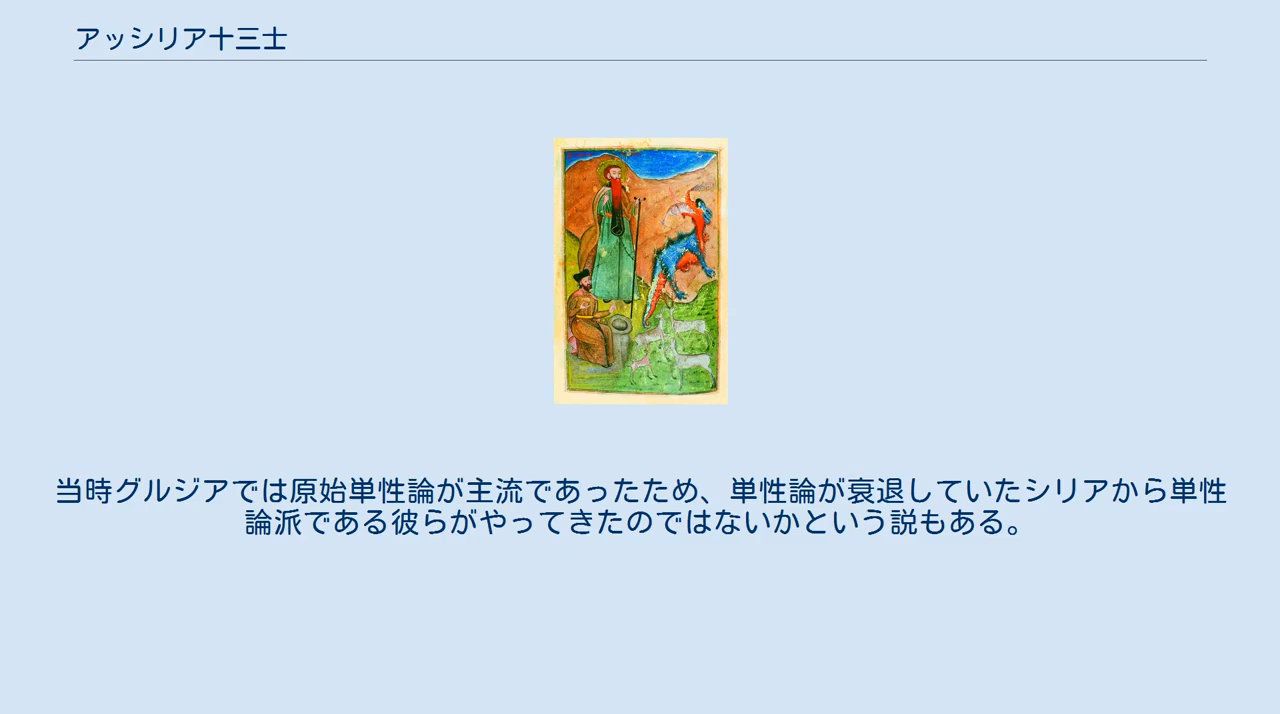 アッシリア十三士
当時グルジアでは原始単性論が主流であったため、単性論が衰退していたシリアから単性
論派である彼らがやってきたのではないかという説もある。